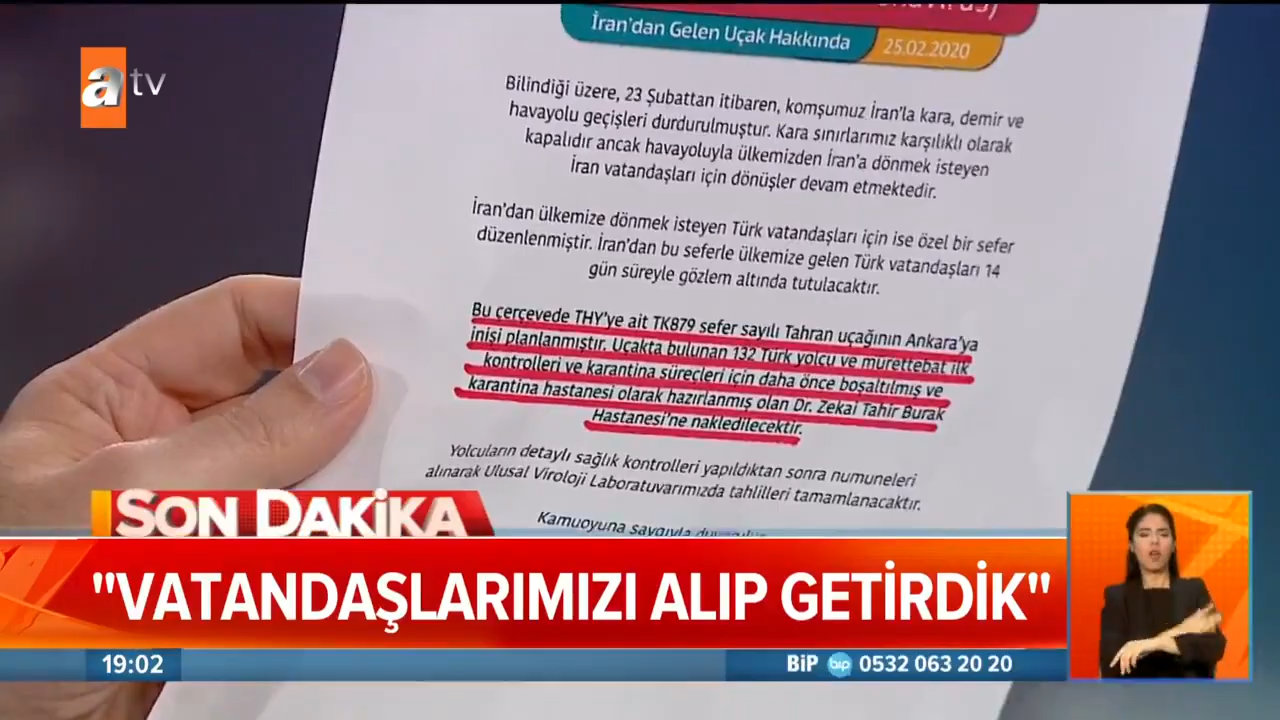 İran'dan Gelen Uçak Hakkında
25.02.2020
a tv
Bilindiği üzere, 23 Şubattan itibaren, komşumuz İran'la kara, demir ve
havayolu geçişleri durdurulmuştur. Kara sınırlarımız karşılıklı olarak
kapalıdır ancak havayoluyla ülkemizden İran'a dönmek isteyen
İran vatandaşları için dönüşler devam etmektedir.
İran'dan ülkemize dönmek isteyen Türk vatandaşları için ise özel bir sefer
düzenlenmiştir. İran'dan bu seferle ülkemize gelen Türk vatandaşları 14
gün süreyle gözlem altında tutulacaktır.
Bu çerçevede THY'ye ait TK879 sefer sayılı Tahran uçağının Ankara'ya
inişi planlanmıştır. Uçakta bulunan 132 Türk yolcu ve mürettebat ilk
kontrolleri ve karantina süreçleri için daha önce boşaltılmış ve
karantina hastanesi olarak hazırlanmış olan Dr. Zekai Tahir Burak
Hastanesi'ne nakledilecektir.
Yolcuların detaylı sağlık kontrolleri yapıldıktan sonra numuneleri
alınarak Ulusal Viroloji Laboratuvarımızda tahlilleri tamamlanacaktır.
Kamuoyuna saygıyla
SON DAKİKA
"VATANDAŞLARIMIZI ALIP GETİRDİK"
19:02
BiP bip 0532 063 20 20